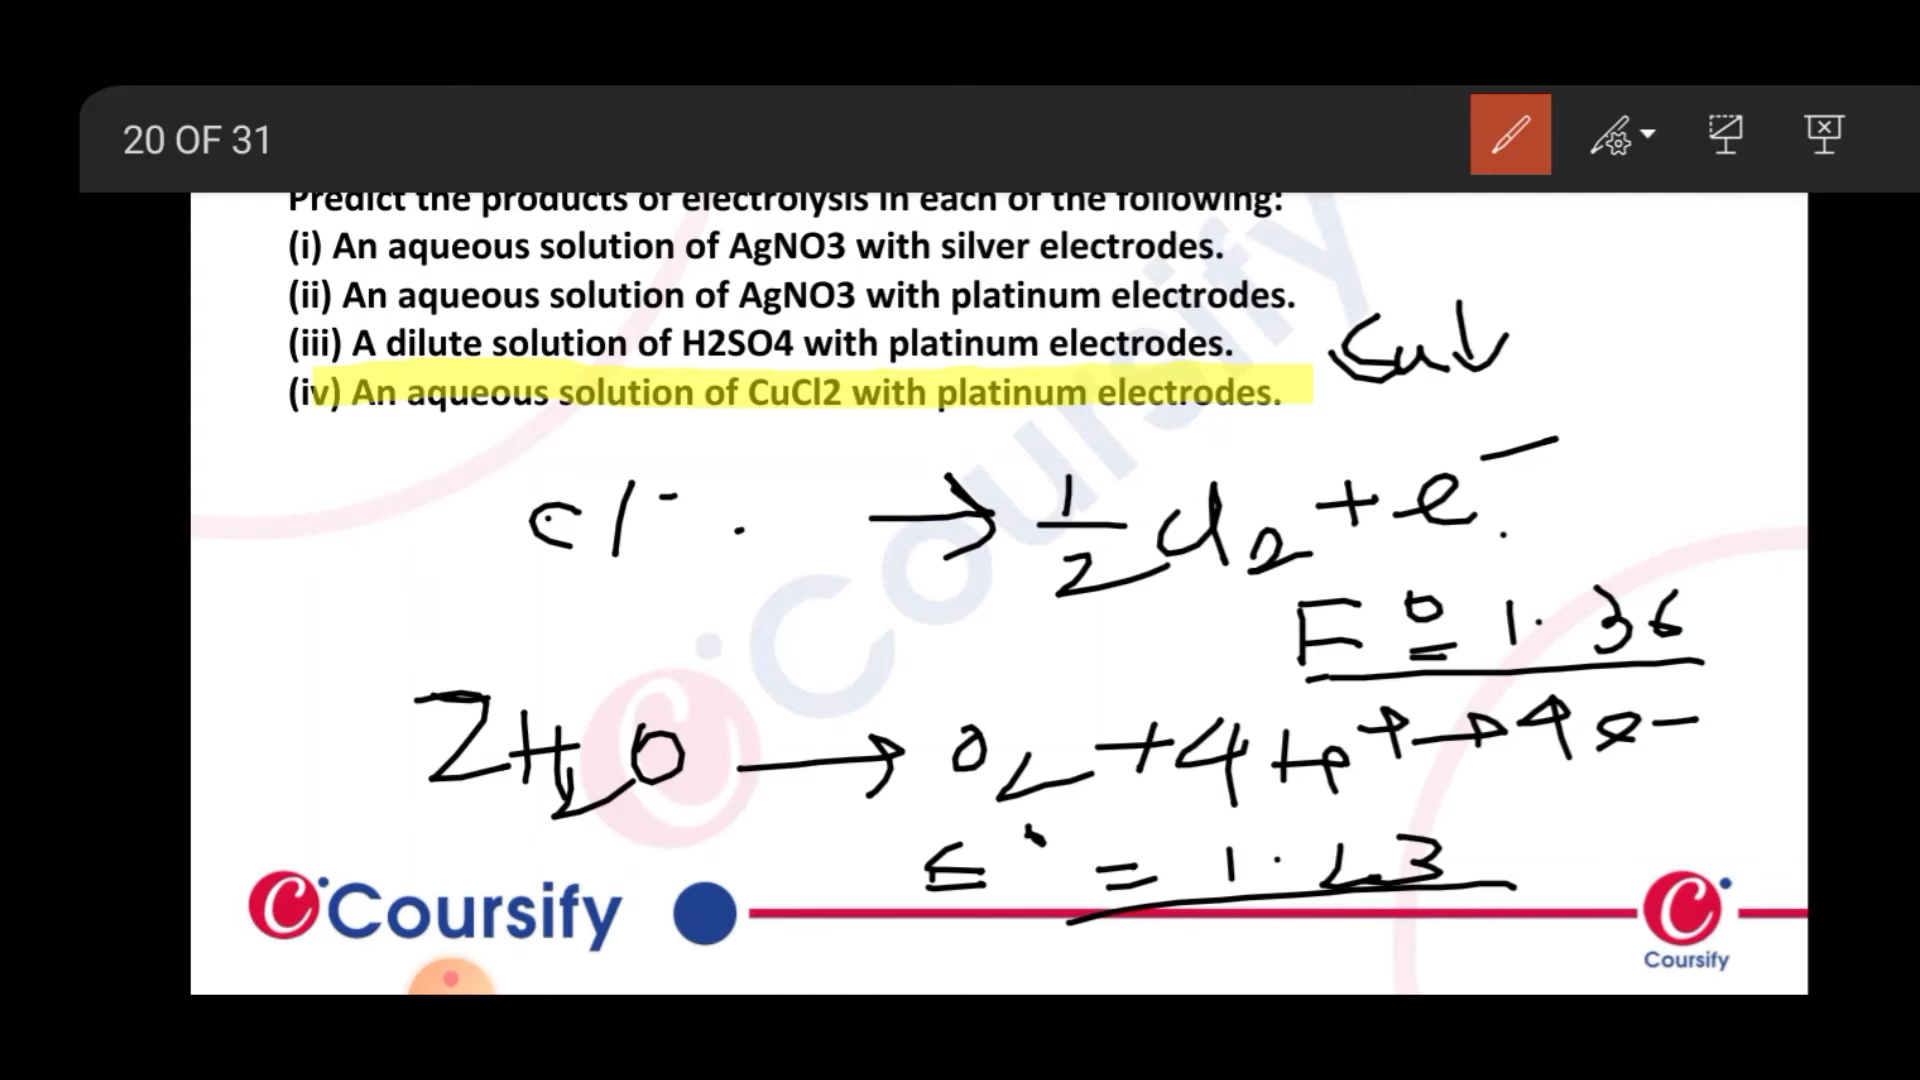 20 OF 31
Predict the products of electrolysis in each of the following:
(i) An aqueous solution of AgNO3 with silver electrodes.
(ii) An aqueous solution of AgNO3 with platinum electrodes.
(iii) A dilute solution of H2SO4 with platinum electrodes.
(iv) An aqueous solution of CuCl2 with platinum electrodes.
Cu↓
Cl⁻ → 1/2 Cl2 + e⁻
E° = 1.36
2H2O → O2 + 4H⁺ → 4e⁻
E° = 1.23
Coursify
Coursify
Coursify